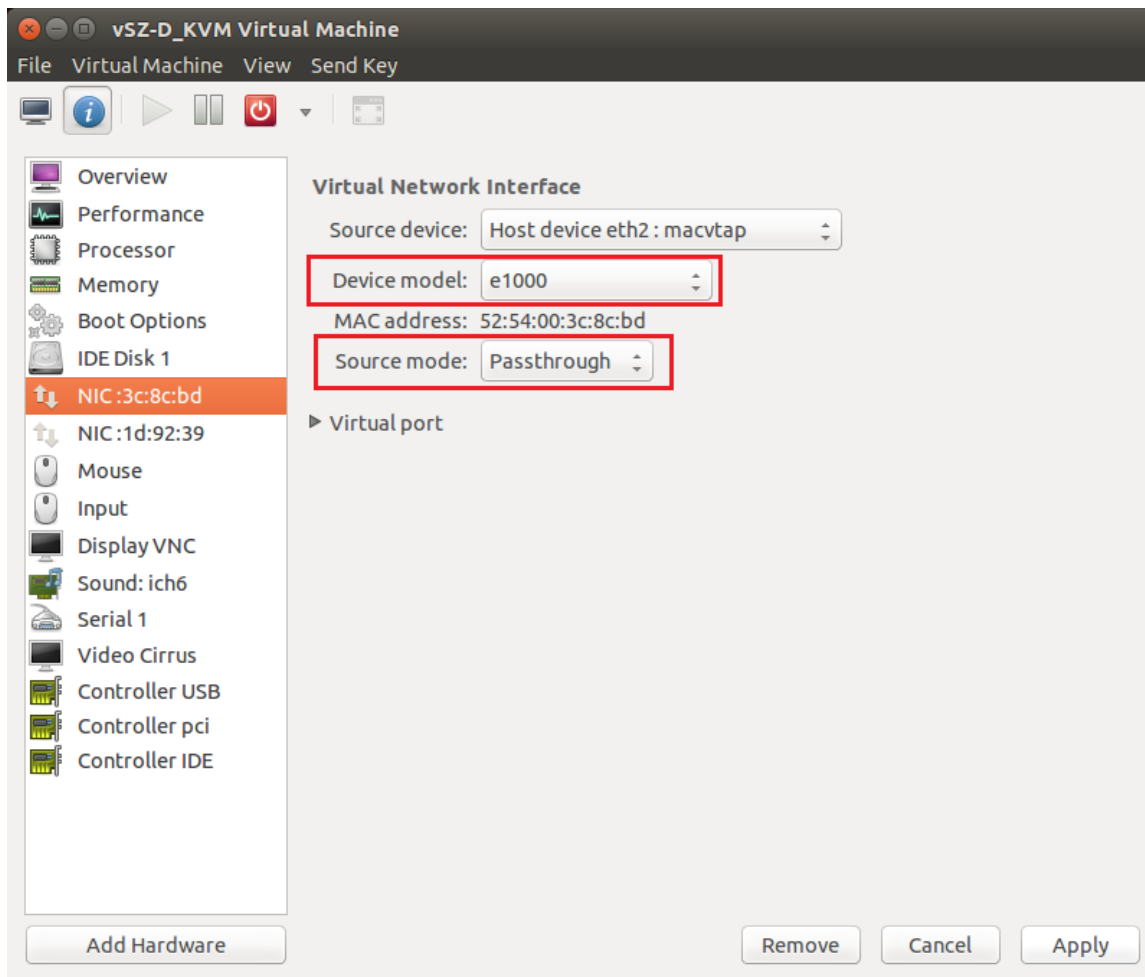 vSZ-D_KVM Virtual Machine
File Virtual Machine View Send Key
Overview
Performance
Processor
Memory
Boot Options
IDE Disk 1
NIC :3c:8c:bd
NIC :1d:92:39
Mouse
Input
Display VNC
Sound: ich6
Serial 1
Video Cirrus
Controller USB
Controller pci
Controller IDE
Add Hardware
Virtual Network Interface
Source device: Host device eth2 : macvtap
Device model: e1000
MAC address: 52:54:00:3c:8c:bd
Source mode: Passthrough
Virtual port
Remove Cancel Apply